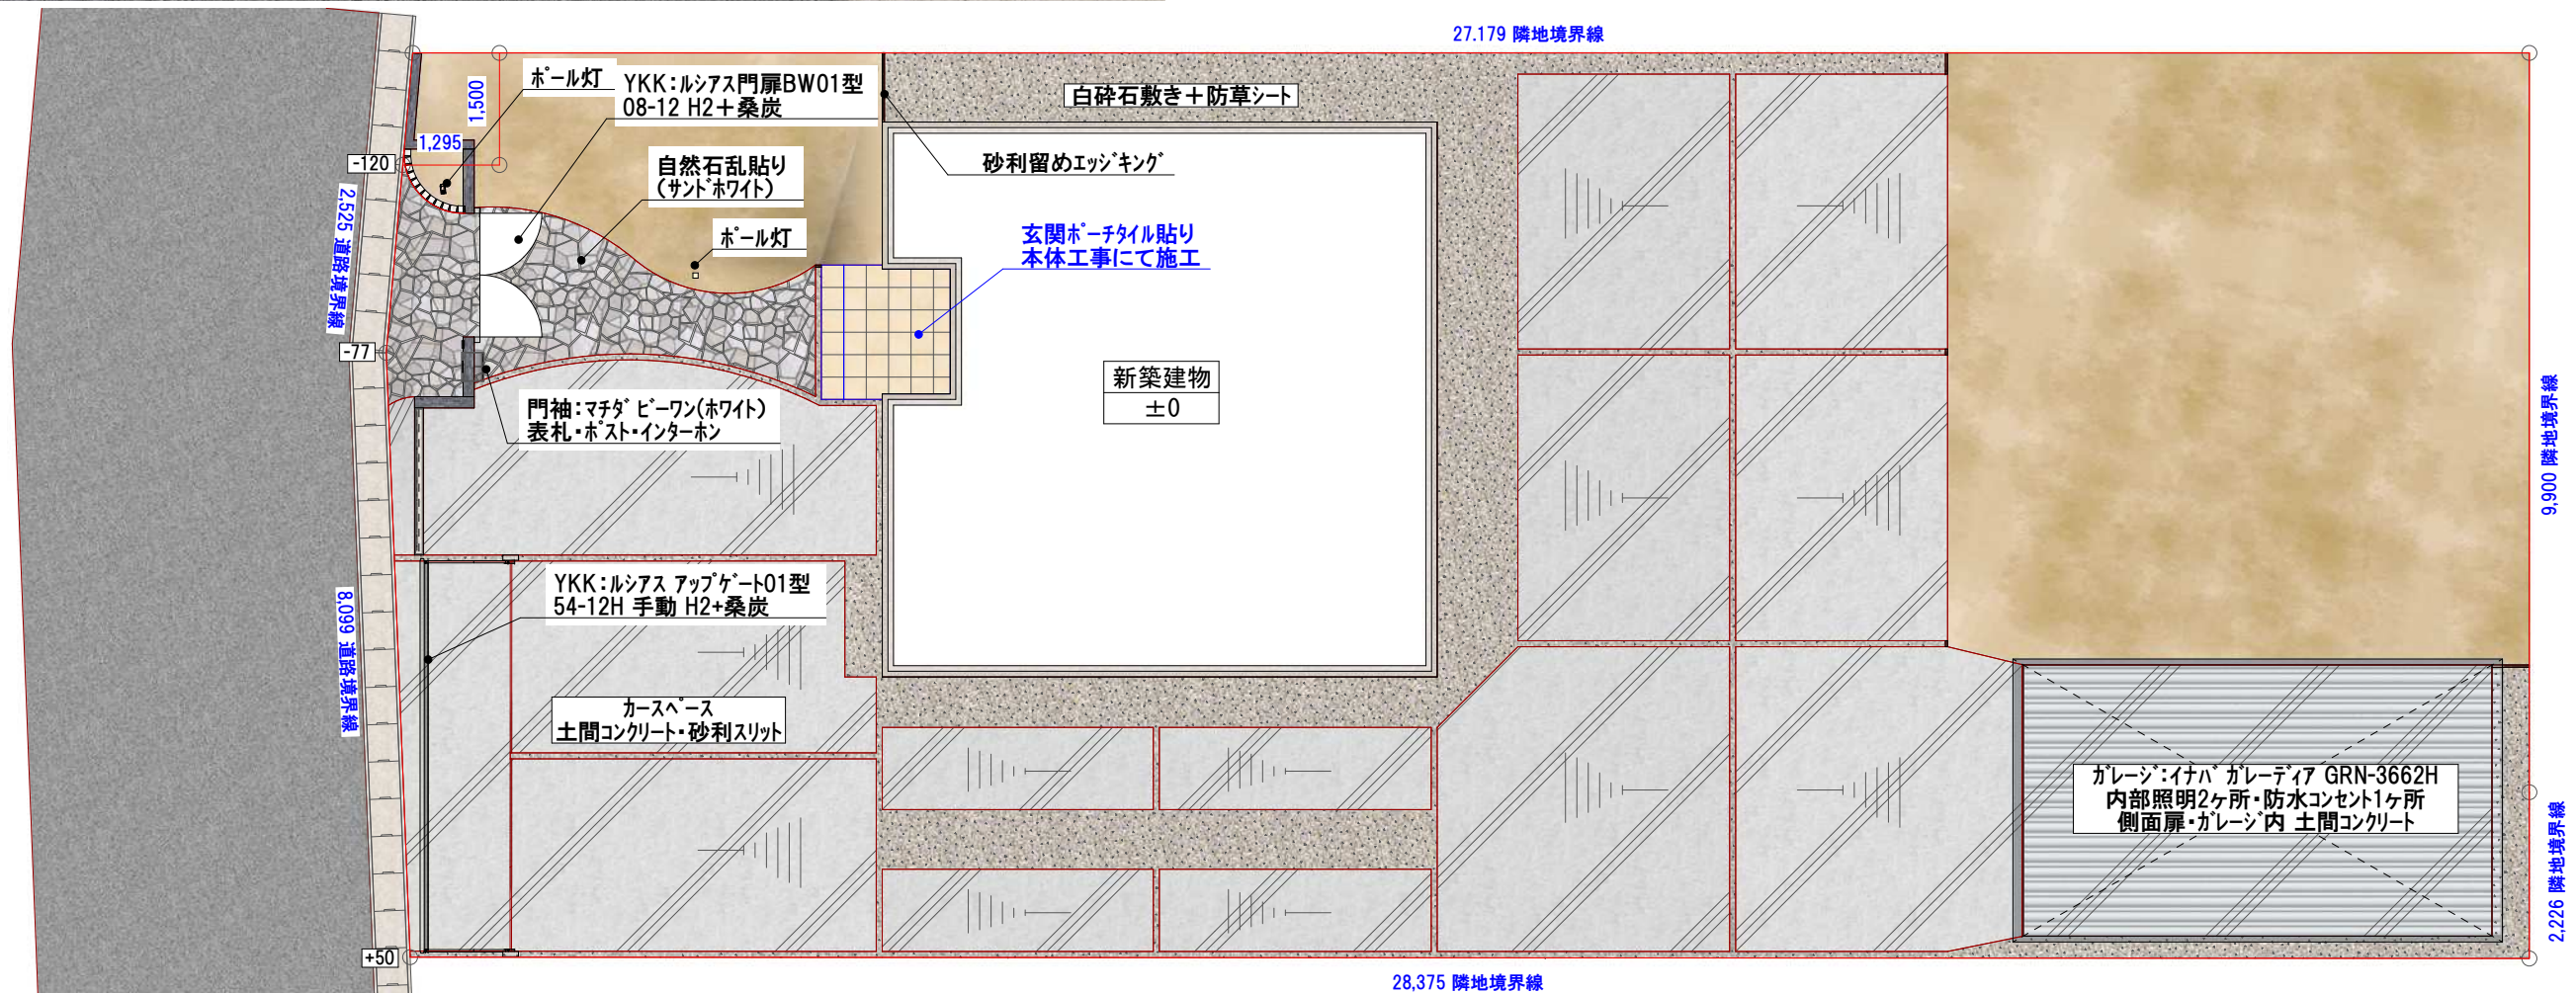 27.179 隣地境界線
ポール灯
YKK:ルシアス門扉BW01型
08-12 H2+桑炭
1,500
1,295
白砕石敷き+防草シート
-120
自然石乱貼り
(サンドホワイト)
砂利留めエッジキング
2,525 道路境界線
ポール灯
玄関ポーチタイル貼り
本体工事にて施工
-77
新築建物
±0
門袖:マチダ ビーワン(ホワイト)
表札・ポスト・インターホン
9,900 隣地境界線
YKK:ルシアス アップゲート01型
54-12H 手動 H2+桑炭
8,099 道路境界線
カースペース
土間コンクリート・砂利スリット
ガレージ:イナバ ガレーディア GRN-3662H
内部照明2ヶ所・防水コンセント1ヶ所
側面扉・ガレージ内 土間コンクリート
2,226 隣地境界線
+50
28,375 隣地境界線